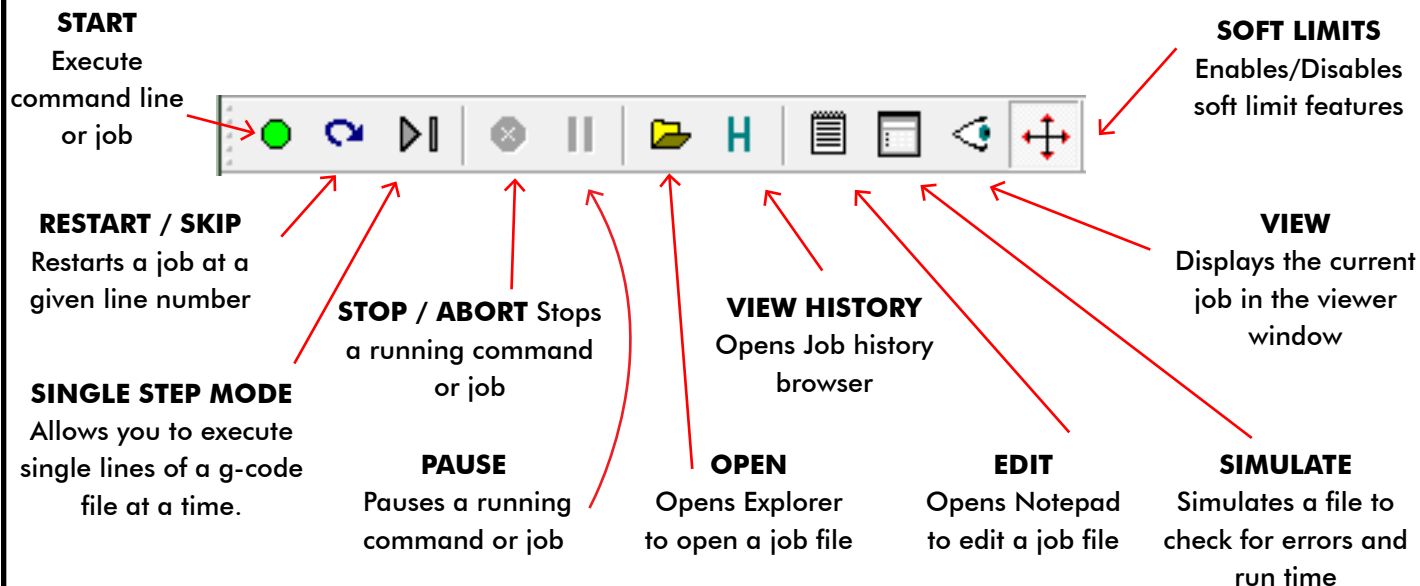 START
Execute
command line
or job
SOFT LIMITS
Enables/Disables
soft limit features
H
RESTART / SKIP
Restarts a job at a
given line number
VIEW
Displays the current
job in the viewer
window
STOP / ABORT Stops
a running command
or job
VIEW HISTORY
Opens Job history
browser
SINGLE STEP MODE
Allows you to execute
single lines of a g-code
file at a time.
PAUSE
Pauses a running
command or job
OPEN
Opens Explorer
to open a job file
EDIT
Opens Notepad
to edit a job file
SIMULATE
Simulates a file to
check for errors and
run time